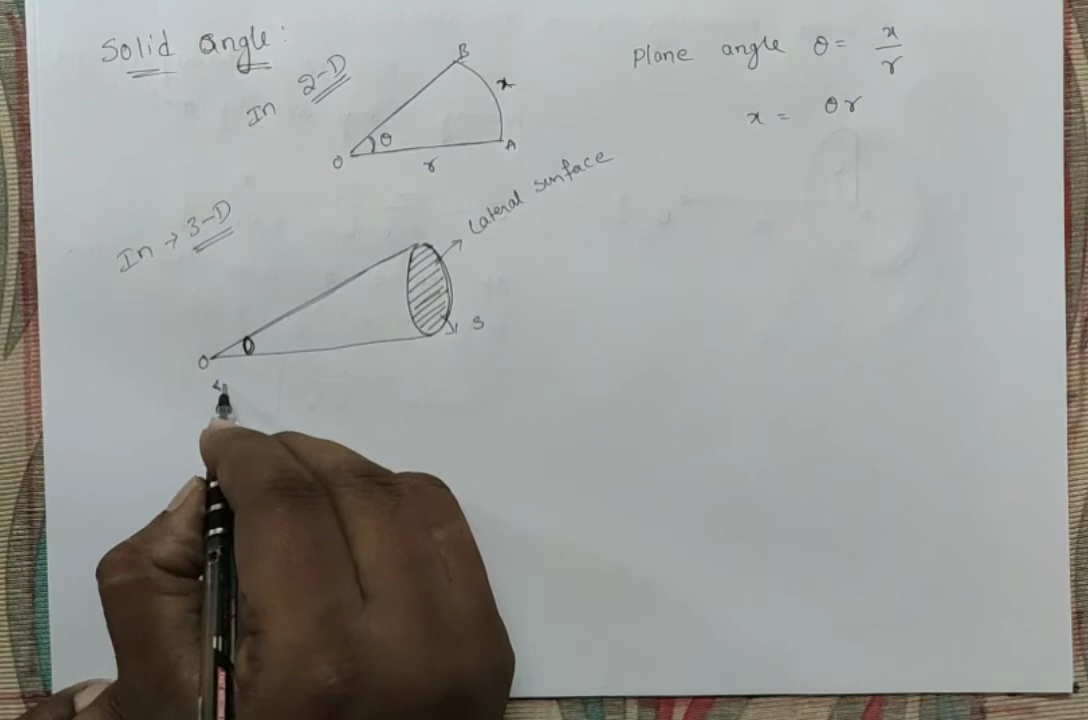 Solid angle:
In 2-D
B
x
θ
O
r
A
Plane angle θ = x/r
x = θr
In → 3-D
Lateral surface
S
O